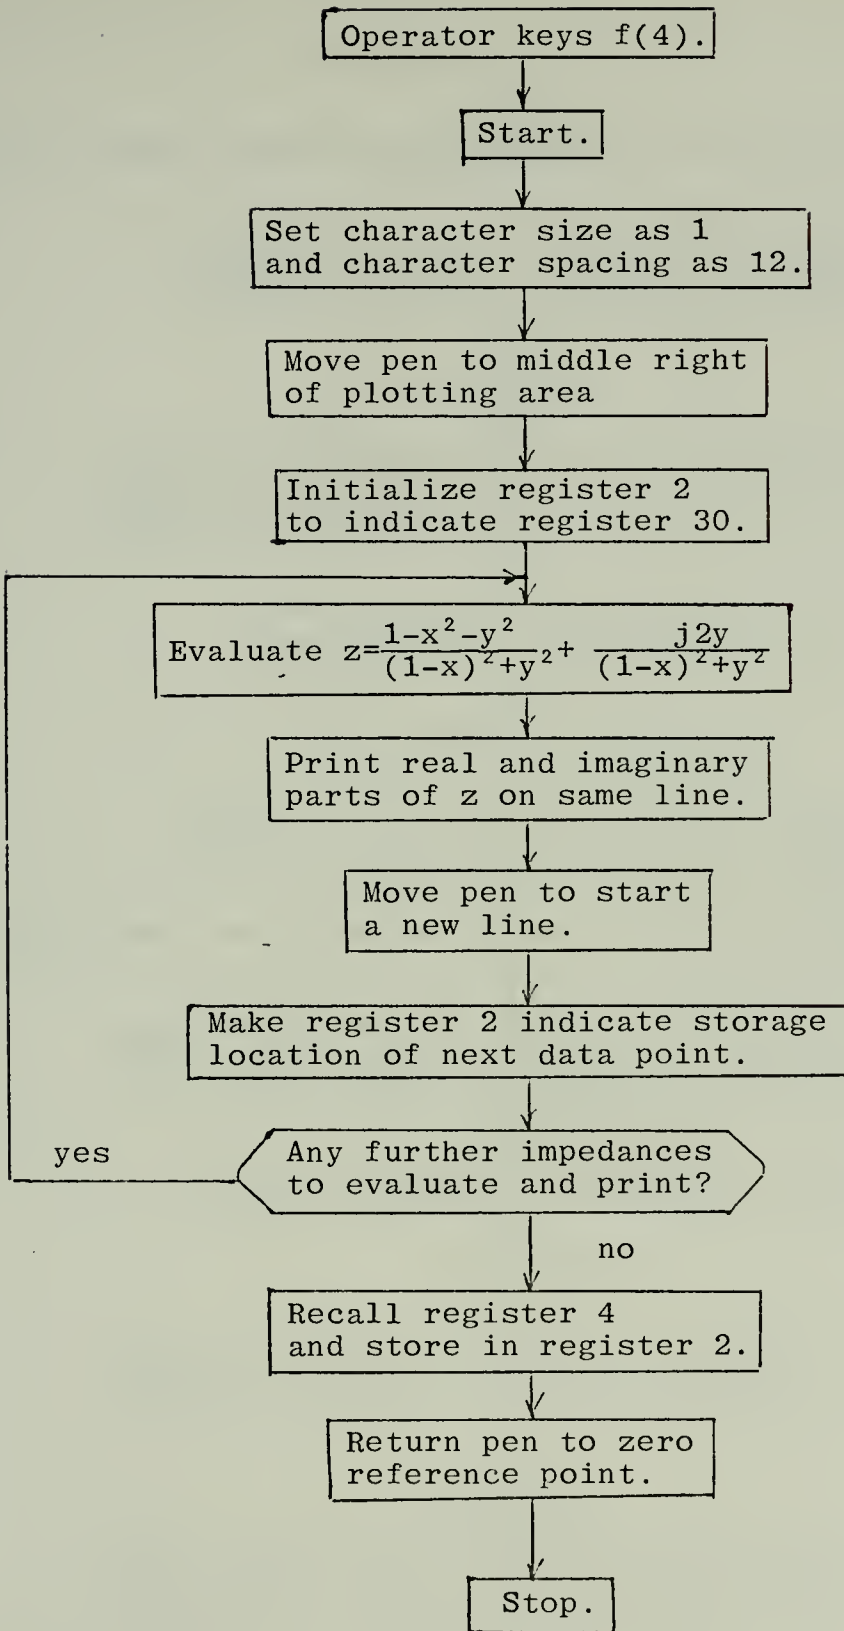 Operator keys f(4).
Start.
Set character size as 1
and character spacing as 12.
Move pen to middle right
of plotting area
Initialize register 2
to indicate register 30.
Evaluate z=\frac{1-x²-y²}{(1-x)²+y²}+ \frac{j2y}{(1-x)²+y²}
Print real and imaginary
parts of z on same line.
Move pen to start
a new line.
Make register 2 indicate storage
location of next data point.
Any further impedances
to evaluate and print?
yes
no
Recall register 4
and store in register 2.
Return pen to zero
reference point.
Stop.